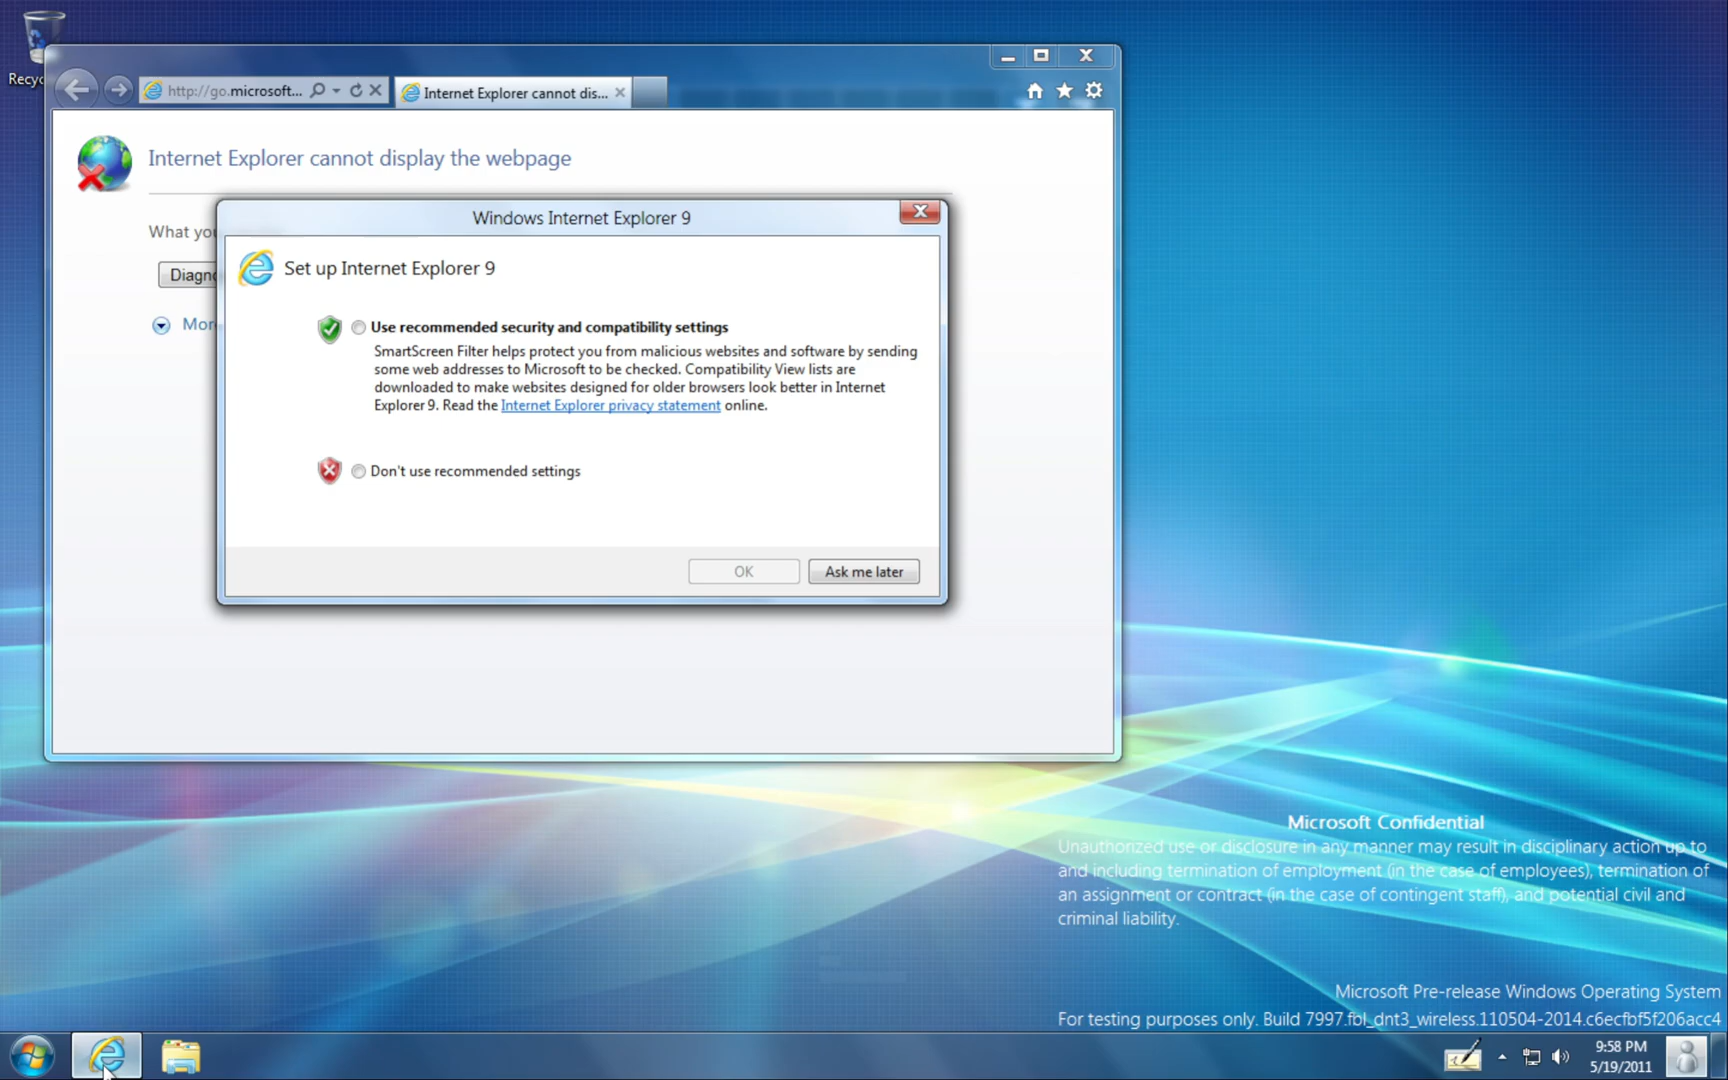 Recyc
http://go.microsoft...
Internet Explorer cannot dis...
Internet Explorer cannot display the webpage
What you
Diagno
Mor
Windows Internet Explorer 9
Set up Internet Explorer 9
Use recommended security and compatibility settings
SmartScreen Filter helps protect you from malicious websites and software by sending
some web addresses to Microsoft to be checked. Compatibility View lists are
downloaded to make websites designed for older browsers look better in Internet
Explorer 9. Read the Internet Explorer privacy statement online.
Don't use recommended settings
OK
Ask me later
Microsoft Confidential
Unauthorized use or disclosure in any manner may result in disciplinary action up to
and including termination of employment (in the case of employees), termination of
an assignment or contract (in the case of contingent staff), and potential civil and
criminal liability.
Microsoft Pre-release Windows Operating System
For testing purposes only. Build 7997.fbl_dnt3_wireless.110504-2014.c6ecfbf5f206acc4
9:58 PM
5/19/2011